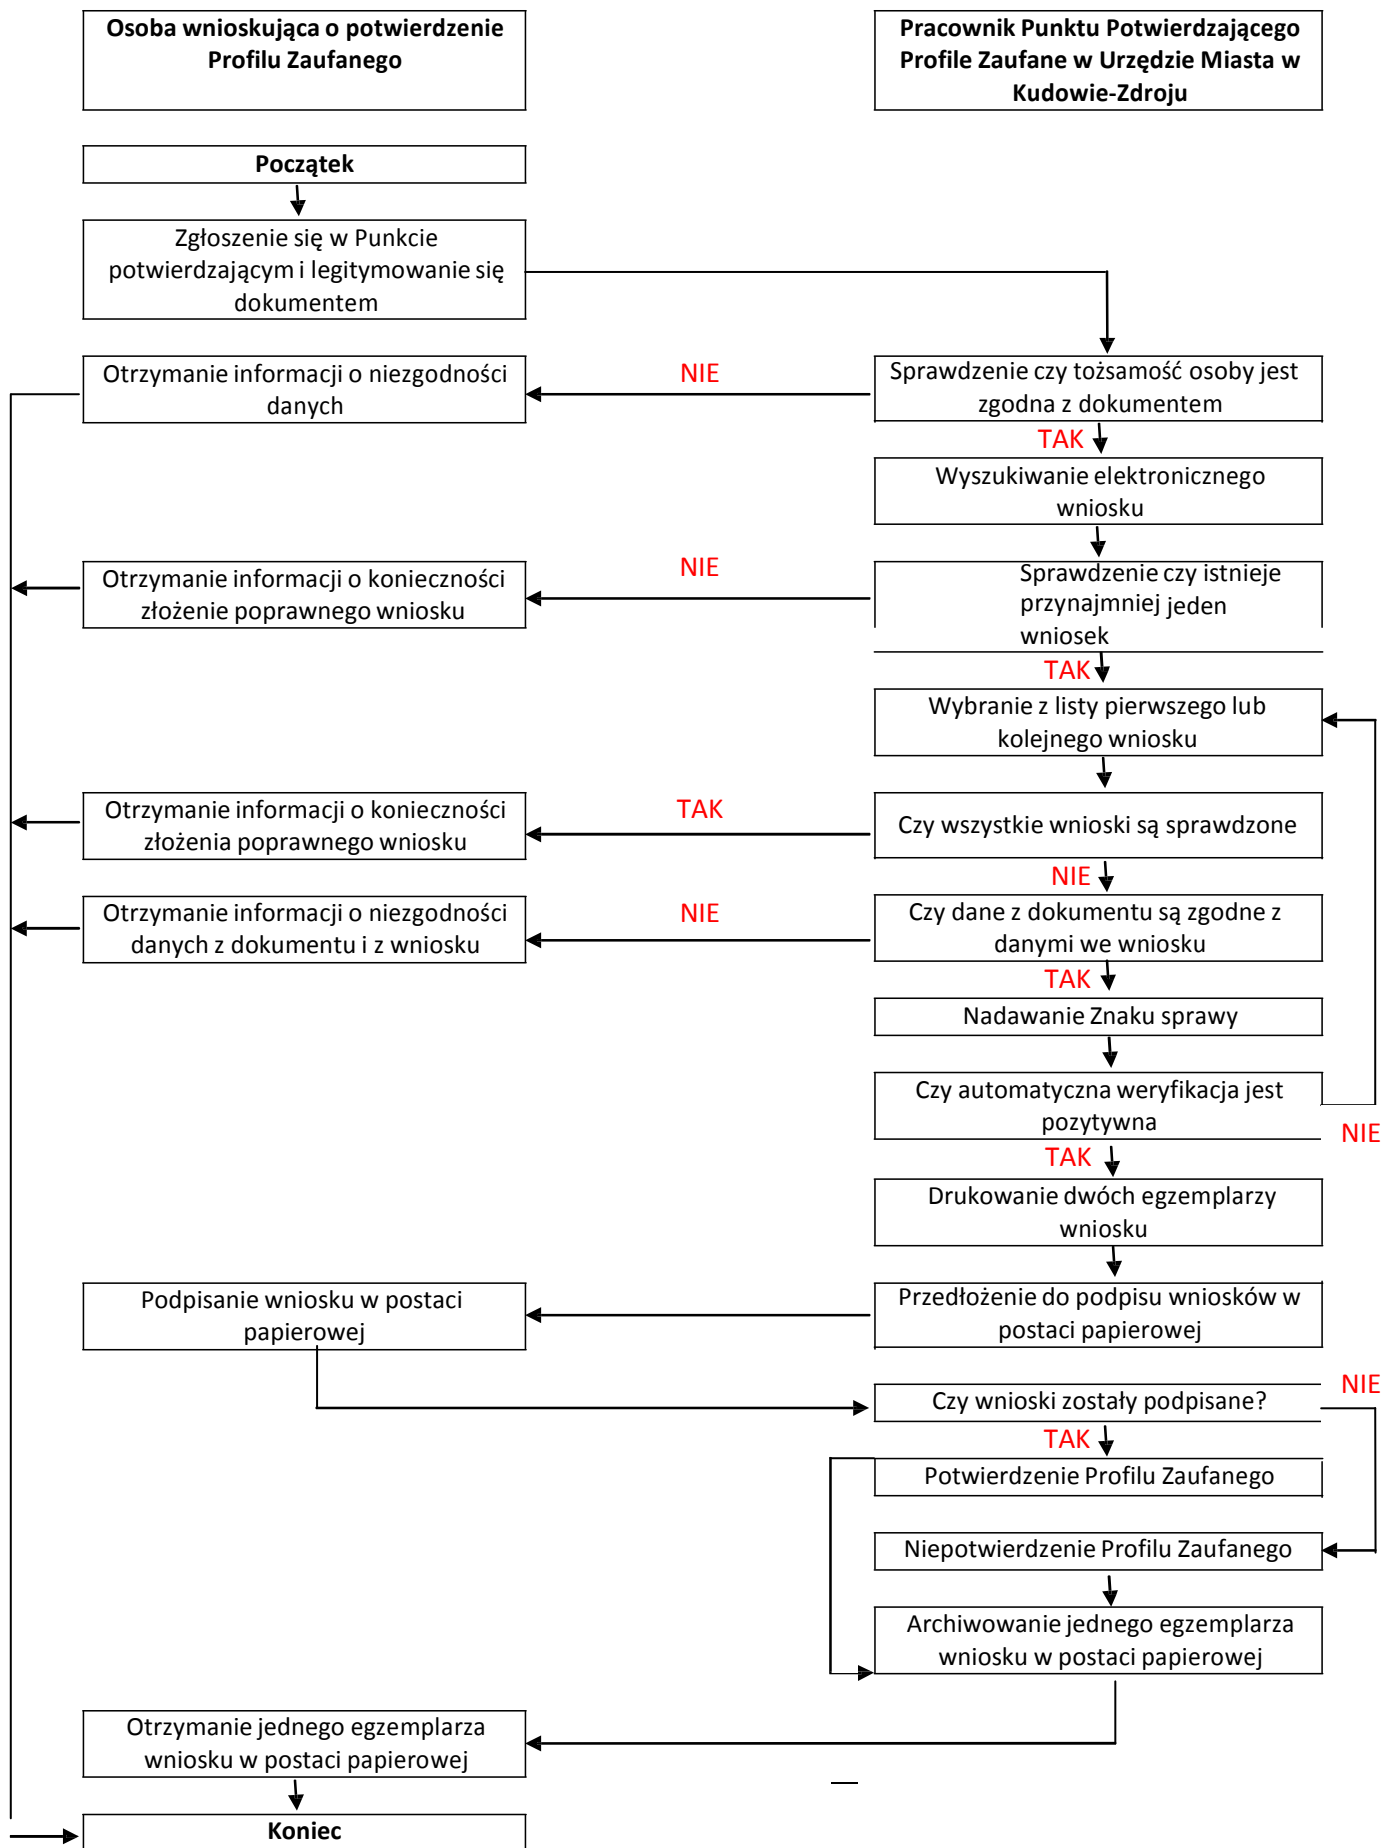 Osoba wnioskująca o potwierdzenie
Profilu Zaufanego
Pracownik Punktu Potwierdzającego
Profile Zaufane w Urzędzie Miasta w
Kudowie-Zdroju
Początek
Zgłoszenie się w Punkcie
potwierdzającym i legitymowanie się
dokumentem
Otrzymanie informacji o niezgodności
danych
NIE
Sprawdzenie czy tożsamość osoby jest
zgodna z dokumentem
TAK
Wyszukiwanie elektronicznego
wniosku
Otrzymanie informacji o konieczności
złożenie poprawnego wniosku
NIE
Sprawdzenie czy istnieje
przynajmniej jeden
wniosek
TAK
Wybranie z listy pierwszego lub
kolejnego wniosku
Otrzymanie informacji o konieczności
złożenia poprawnego wniosku
TAK
Czy wszystkie wnioski są sprawdzone
NIE
Otrzymanie informacji o niezgodności
danych z dokumentu i z wniosku
NIE
Czy dane z dokumentu są zgodne z
danymi we wniosku
TAK
Nadawanie Znaku sprawy
Czy automatyczna weryfikacja jest
pozytywna
NIE
TAK
Drukowanie dwóch egzemplarzy
wniosku
Podpisanie wniosku w postaci
papierowej
Przedłożenie do podpisu wniosków w
postaci papierowej
Czy wnioski zostały podpisane?
NIE
TAK
Potwierdzenie Profilu Zaufanego
Niepotwierdzenie Profilu Zaufanego
Archiwowanie jednego egzemplarza
wniosku w postaci papierowej
Otrzymanie jednego egzemplarza
wniosku w postaci papierowej
Koniec